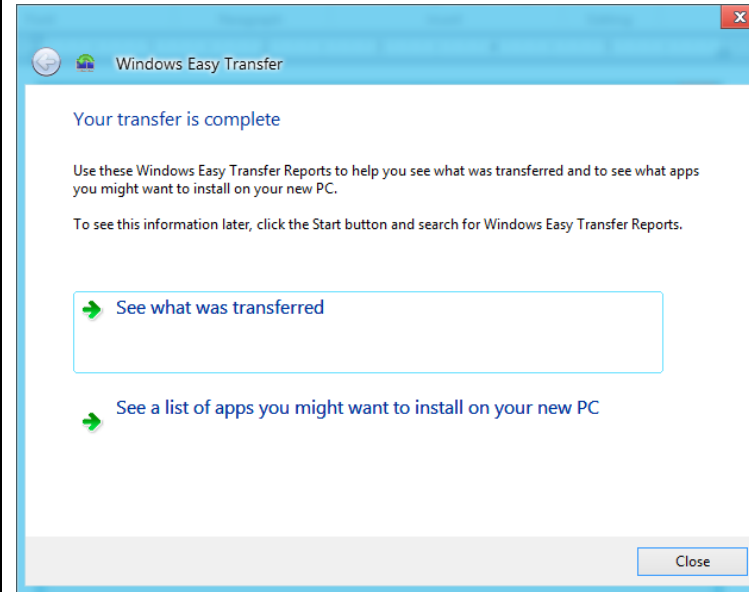 Windows Easy Transfer
Your transfer is complete
Use these Windows Easy Transfer Reports to help you see what was transferred and to see what apps
you might want to install on your new PC.
To see this information later, click the Start button and search for Windows Easy Transfer Reports.
See what was transferred
See a list of apps you might want to install on your new PC
Close